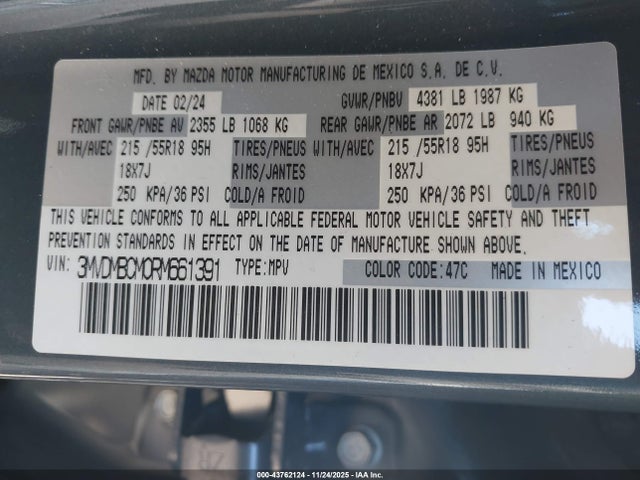 MFD. BY MAZDA MOTOR MANUFACTURING DE MEXICO S.A. DE C.V.
DATE 02/24 GVWR/PNBV 4381 LB 1987 KG
FRONT GAWR/PNBE AV 2355 LB 1068 KG REAR GAWR/PNBE AR 2072 LB 940 KG
WITH/AVEC 215 /55R18 95H TIRES/PNEUS WITH/AVEC 215 /55R18 95H TIRES/PNEUS
18X7J RIMS/JANTES 18X7J RIMS/JANTES
250 KPA/36 PSI COLD/A FROID 250 KPA/36 PSI COLD/A FROID
THIS VEHICLE CONFORMS TO ALL APPLICABLE FEDERAL MOTOR VEHICLE SAFETY AND THEFT
PREVENTION STANDARDS IN EFFECT ON THE DATE OF MANUFACTURE SHOWN ABOVE.
VIN: 3MVDMBCM0RM661391 TYPE:MPV COLOR CODE:47C MADE IN MEXICO
000-43762124 - 11/24/2025 - IAA Inc.